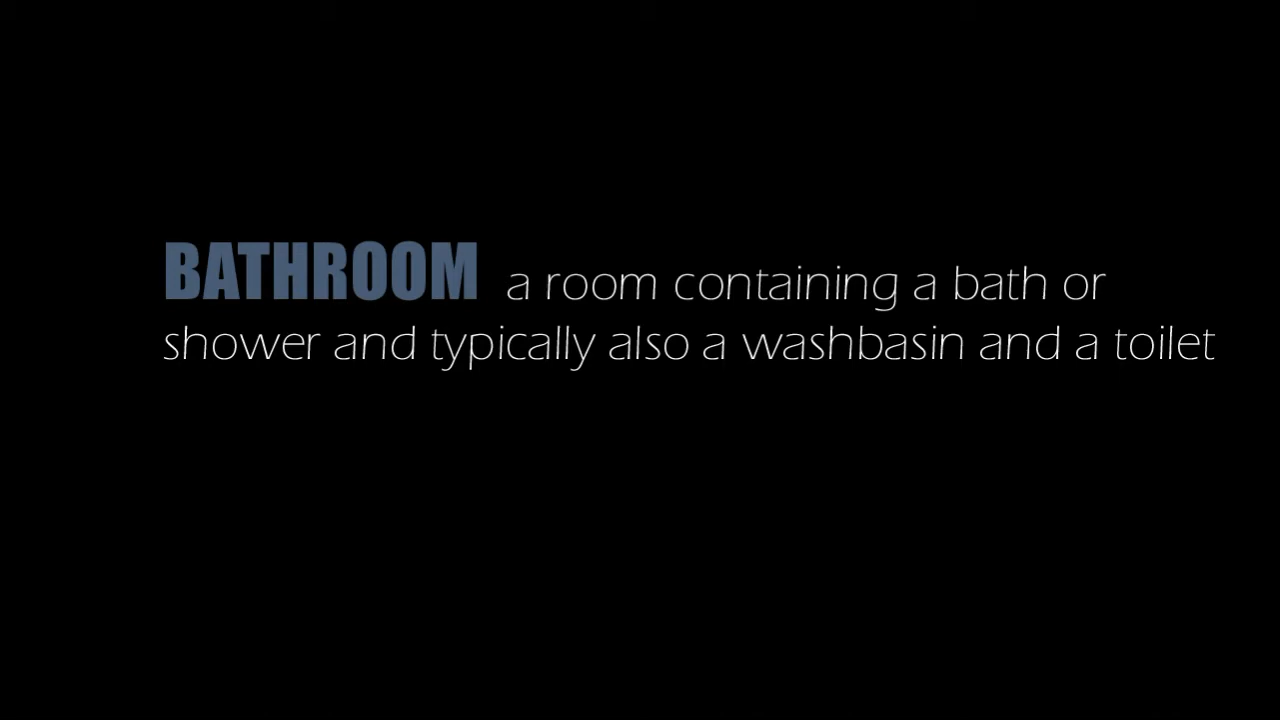 BATHROOM a room containing a bath or
shower and typically also a washbasin and a toilet